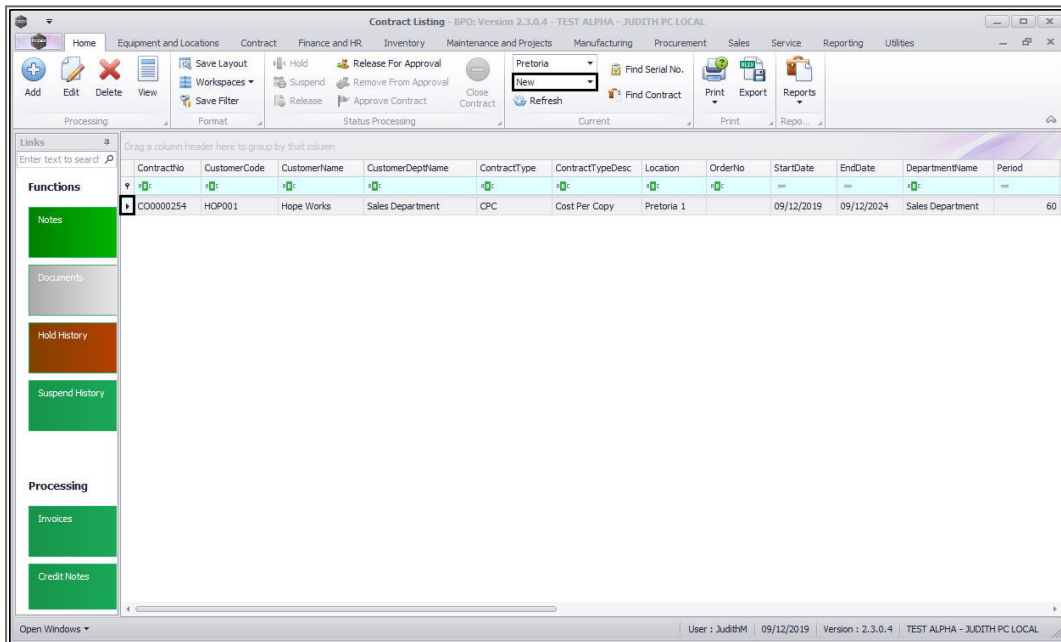 Contract Listing - BPO: Version 2.3.0.4 - TEST ALPHA - JUDITH PC LOCAL
Home Equipment and Locations Contract Finance and HR Inventory Maintenance and Projects Manufacturing Procurement Sales Service Reporting Utilities
Add Edit Delete View
Save Layout
Workspaces
Save Filter
Hold
Suspend
Release
Release For Approval
Remove From Approval
Approve Contract
Close Contract
Pretoria
New
Refresh
Find Serial No.
Find Contract
Print Export Reports
Processing Format Status Processing Current Print Repo...
Links
Enter text to search
Drag a column header here to group by that column
ContractNo CustomerCode CustomerName CustomerDeptName ContractType ContractTypeDesc Location OrderNo StartDate EndDate DepartmentName Period
CO0000254 HOP001 Hope Works Sales Department CPC Cost Per Copy Pretoria 1 09/12/2019 09/12/2024 Sales Department 60
Functions
Notes
Documents
Hold History
Suspend History
Processing
Invoices
Credit Notes
Open Windows User : JudithM 09/12/2019 Version : 2.3.0.4 TEST ALPHA - JUDITH PC LOCAL